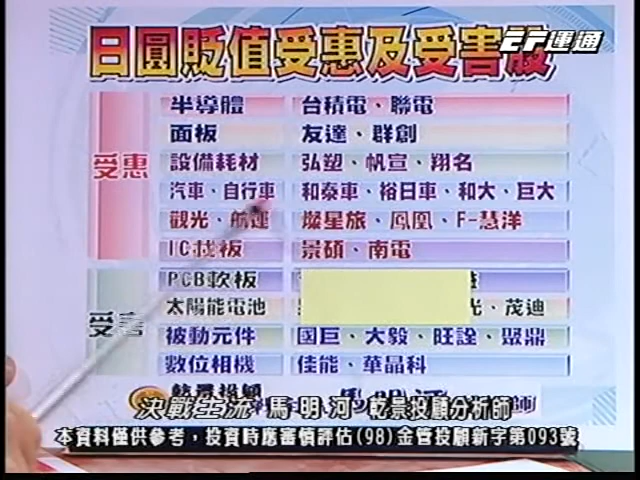 日圓貶值受惠及受害股
ET運通
受惠
半導體 台積電、聯電
面板 友達、群創
設備耗材 弘塑、帆宣、翔名
汽車、自行車 和泰車、裕日車、和大、巨大
觀光、航運 燦星旅、鳳凰、F-慧洋
IC找板 景碩、南電
受害
PCB軟板
太陽能電池 光、茂迪
被動元件 國巨、大毅、旺詮、聚鼎
數位相機 佳能、華晶科
乾景投顧
決戰主流 馬明河 乾景投顧分析師
本資料僅供參考,投資時應審慎評估(98)金管投顧新字第093號